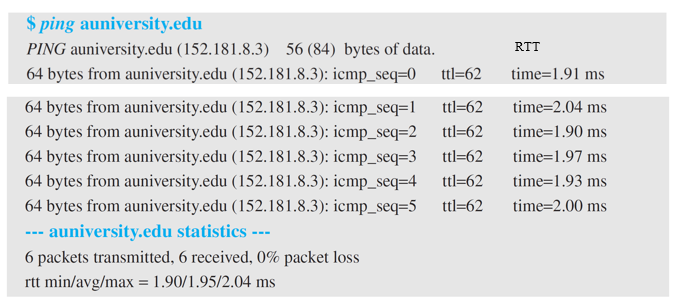 $ ping auniversity.edu
PING auniversity.edu (152.181.8.3) 56 (84) bytes of data. RTT
64 bytes from auniversity.edu (152.181.8.3): icmp_seq=0 ttl=62 time=1.91 ms
64 bytes from auniversity.edu (152.181.8.3): icmp_seq=1 ttl=62 time=2.04 ms
64 bytes from auniversity.edu (152.181.8.3): icmp_seq=2 ttl=62 time=1.90 ms
64 bytes from auniversity.edu (152.181.8.3): icmp_seq=3 ttl=62 time=1.97 ms
64 bytes from auniversity.edu (152.181.8.3): icmp_seq=4 ttl=62 time=1.93 ms
64 bytes from auniversity.edu (152.181.8.3): icmp_seq=5 ttl=62 time=2.00 ms
--- auniversity.edu statistics ---
6 packets transmitted, 6 received, 0% packet loss
rtt min/avg/max = 1.90/1.95/2.04 ms